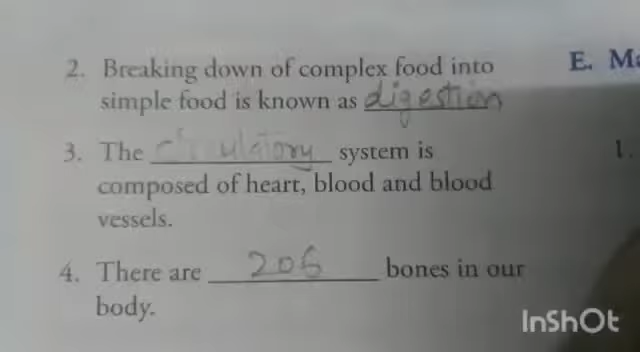 2. Breaking down of complex food into
simple food is known as digestion
3. The circulatory system is
composed of heart, blood and blood
vessels.
4. There are 206 bones in our
body.
E.
1.
InShOt